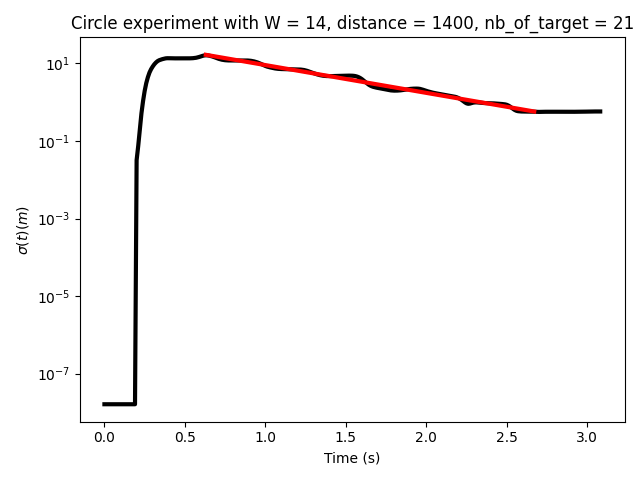 Circle experiment with W = 14, distance = 1400, nb_of_target = 21
10¹
10⁻¹
10⁻³
10⁻⁵
10⁻⁷
σ(t)(m)
0.0 0.5 1.0 1.5 2.0 2.5 3.0
Time (s)